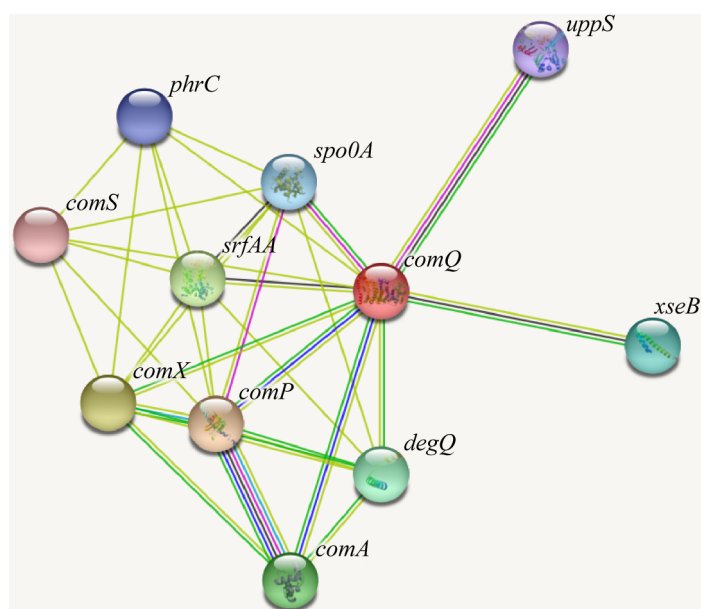 uppS
phrC
spo0A
comS
srfAA
comQ
xseB
comX
comP
degQ
comA